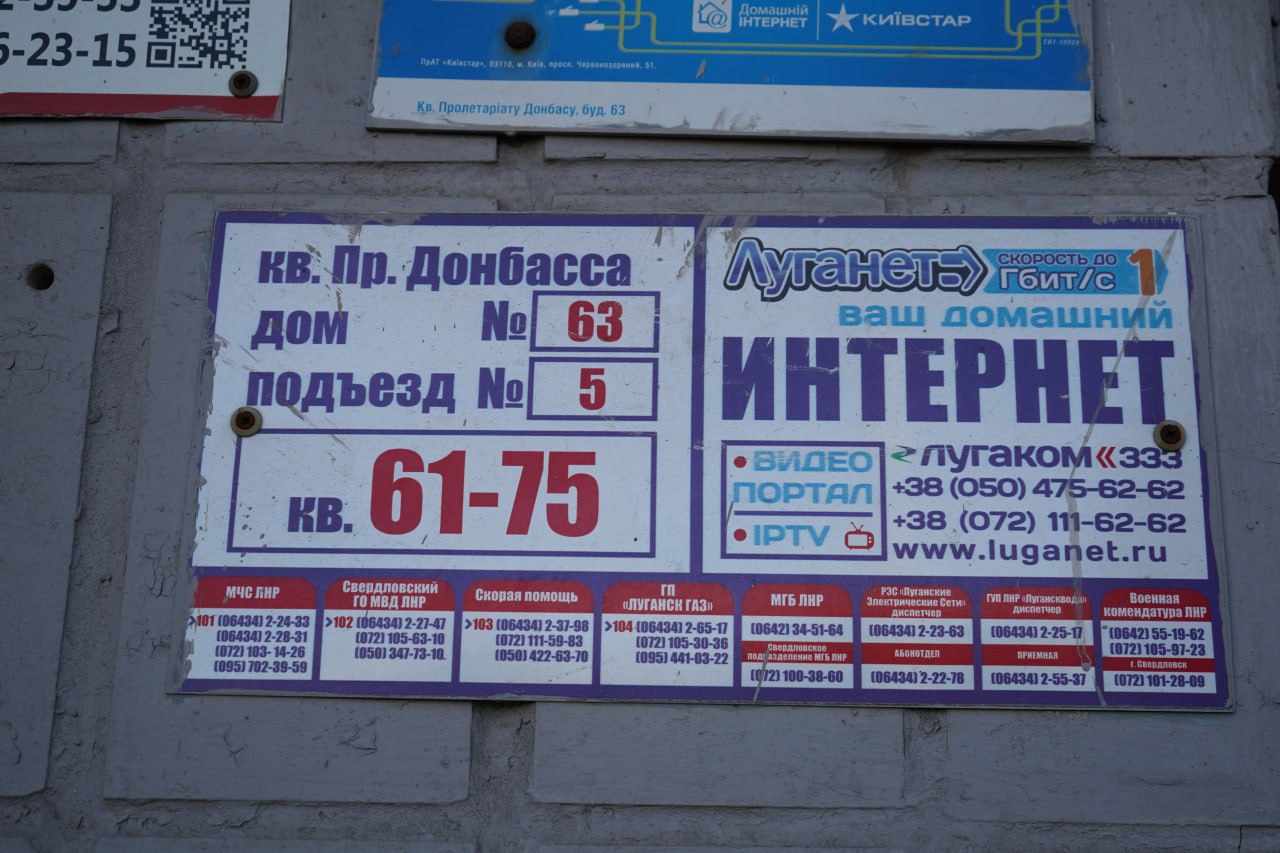 6-23-15
Домашній
ІНТЕРНЕТ
КИЇВСТАР
ПрАТ «Київстар», 03110, м. Київ, просп. Червонозоряний, 51.
Кв. Пролетаріату Донбасу, буд. 63
кв. Пр. Донбасса
дом № 63
подъезд № 5
кв. 61-75
Луганет
СКОРОСТЬ ДО
Гбит/с 1
ваш домашний
ИНТЕРНЕТ
ВИДЕО
ПОРТАЛ
IPTV
ЛУГАКОМ 333
+38 (050) 475-62-62
+38 (072) 111-62-62
www.luganet.ru
МЧС ЛНР
>101 (06434) 2-24-33
(06434) 2-28-31
(072) 103-14-26
(095) 702-39-59
Свердловский
ГО МВД ЛНР
>102 (06434) 2-27-47
(072) 105-63-10
(050) 347-73-10
Скорая помощь
>103 (06434) 2-37-98
(072) 111-59-83
(050) 422-63-70
ГП
«ЛУГАНСК ГАЗ»
>104 (06434) 2-65-17
(072) 105-30-36
(095) 441-03-22
МГБ ЛНР
(0642) 34-51-64
Свердловское
подразделение МГБ ЛНР
(072) 100-38-60
РЭС «Луганские
Электрические Сети»
диспетчер
(06434) 2-23-63
АБОНОТДЕЛ
(06434) 2-22-78
ГУП ЛНР «Лугансквода»
диспетчер
(06434) 2-25-17
ПРИЕМНАЯ
(06434) 2-55-37
Военная
комендатура ЛНР
(0642) 55-19-62
(072) 105-97-23
г. Свердловск
(072) 101-28-09